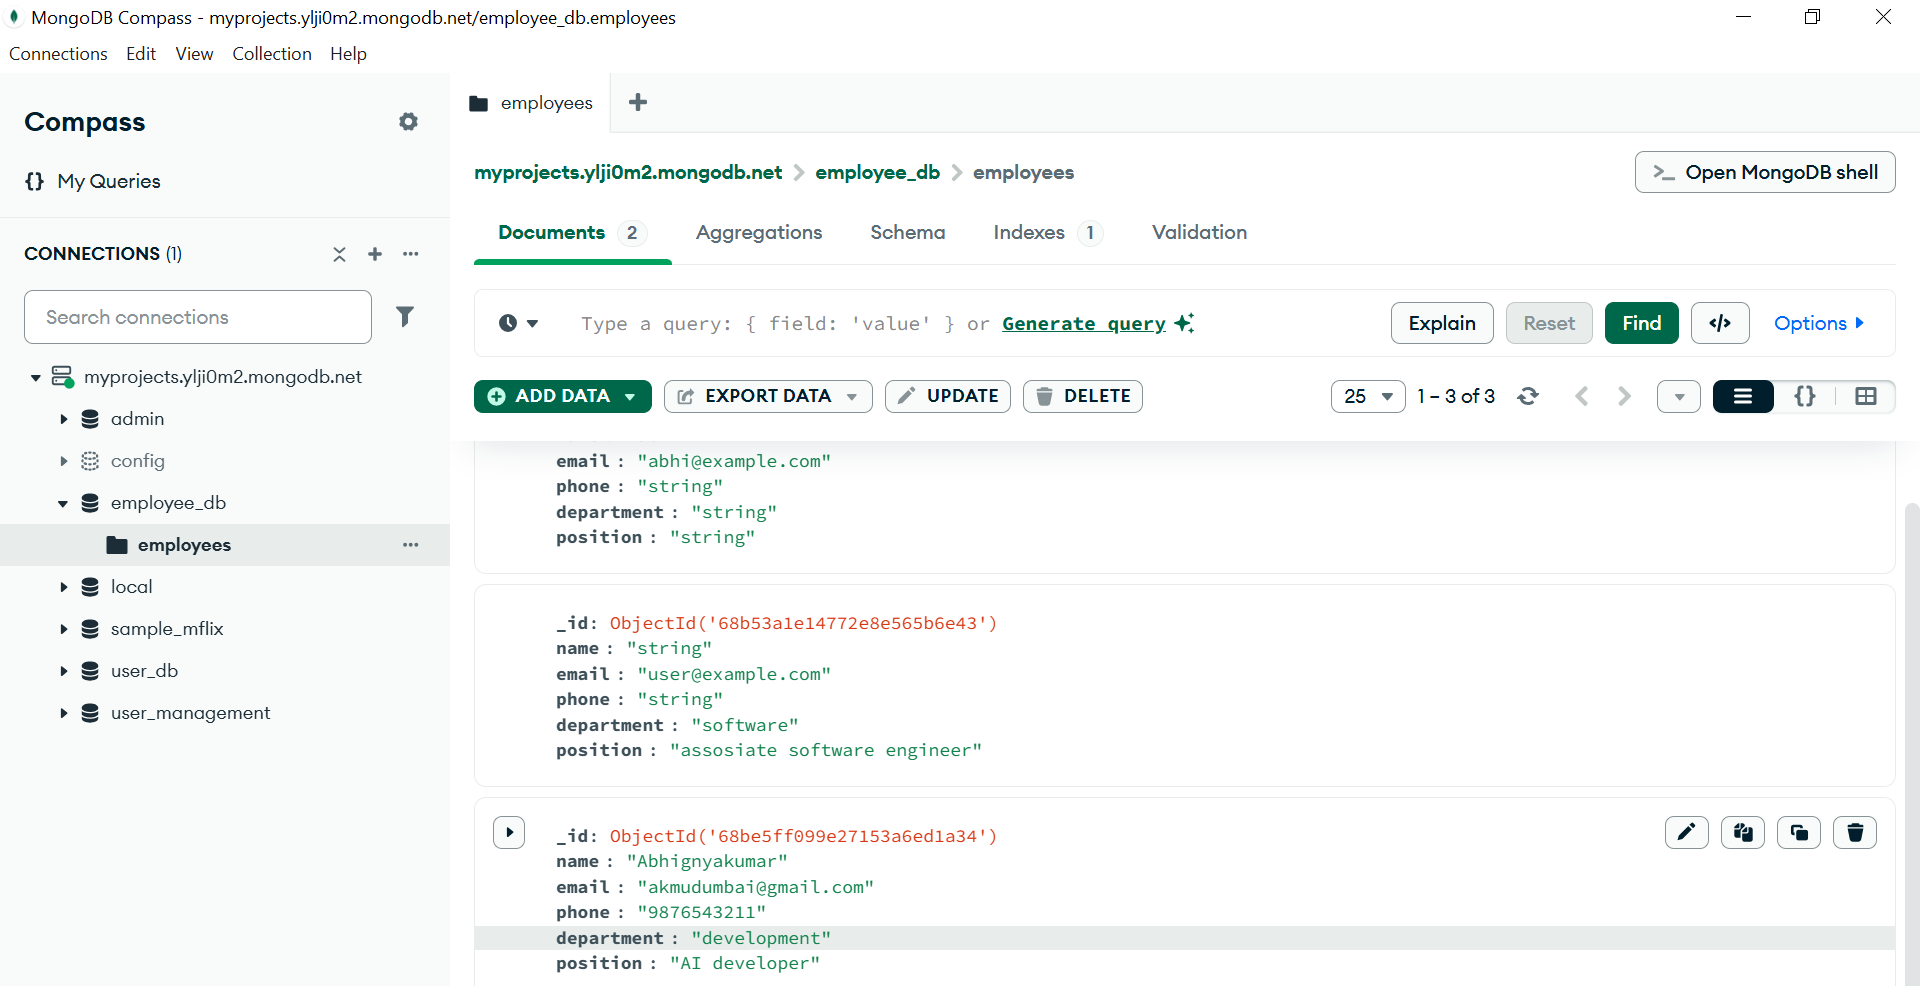 MongoDB Compass - myprojects.ylji0m2.mongodb.net/employee_db.employees
Connections Edit View Collection Help
Compass
{} My Queries
CONNECTIONS (1)
Search connections
myprojects.ylji0m2.mongodb.net
admin
config
employee_db
employees
local
sample_mflix
user_db
user_management
employees
myprojects.ylji0m2.mongodb.net > employee_db > employees
>_ Open MongoDB shell
Documents 2 Aggregations Schema Indexes 1 Validation
Type a query: { field: 'value' } or Generate query
Explain Reset Find </> Options
ADD DATA EXPORT DATA UPDATE DELETE
25 1 – 3 of 3 {}
email : "abhi@example.com"
phone : "string"
department : "string"
position : "string"
_id: ObjectId('68b53a1e14772e8e565b6e43')
name : "string"
email : "user@example.com"
phone : "string"
department : "software"
position : "assosiate software engineer"
_id: ObjectId('68be5ff099e27153a6ed1a34')
name : "Abhignyakumar"
email : "akmudumbai@gmail.com"
phone : "9876543211"
department : "development"
position : "AI developer"